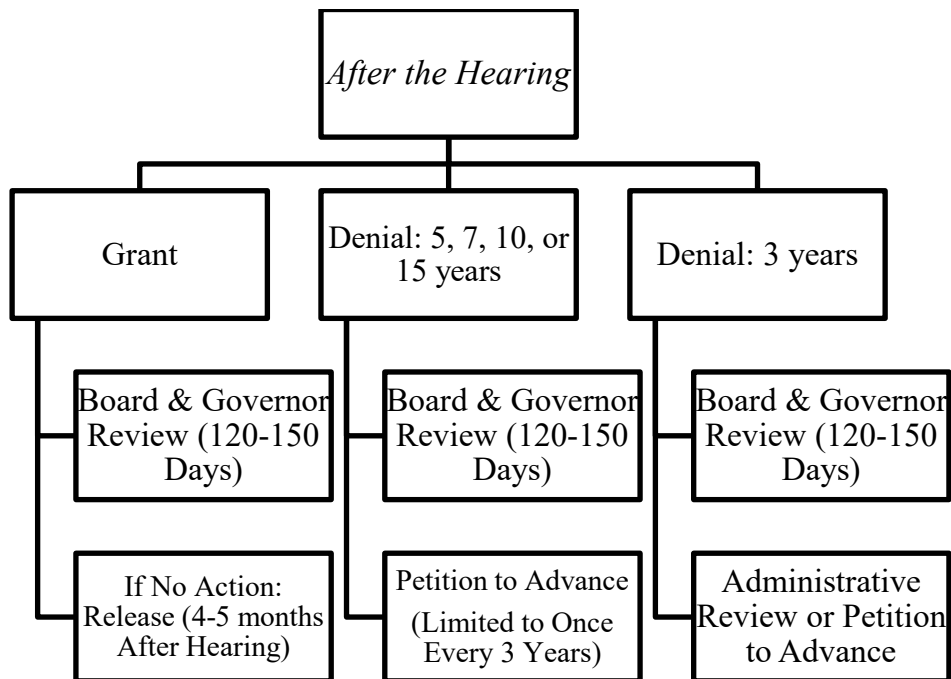 After the Hearing
Grant
Denial: 5, 7, 10, or
15 years
Denial: 3 years
Board & Governor
Review (120-150
Days)
Board & Governor
Review (120-150
Days)
Board & Governor
Review (120-150
Days)
If No Action:
Release (4-5 months
After Hearing)
Petition to Advance
(Limited to Once
Every 3 Years)
Administrative
Review or Petition
to Advance